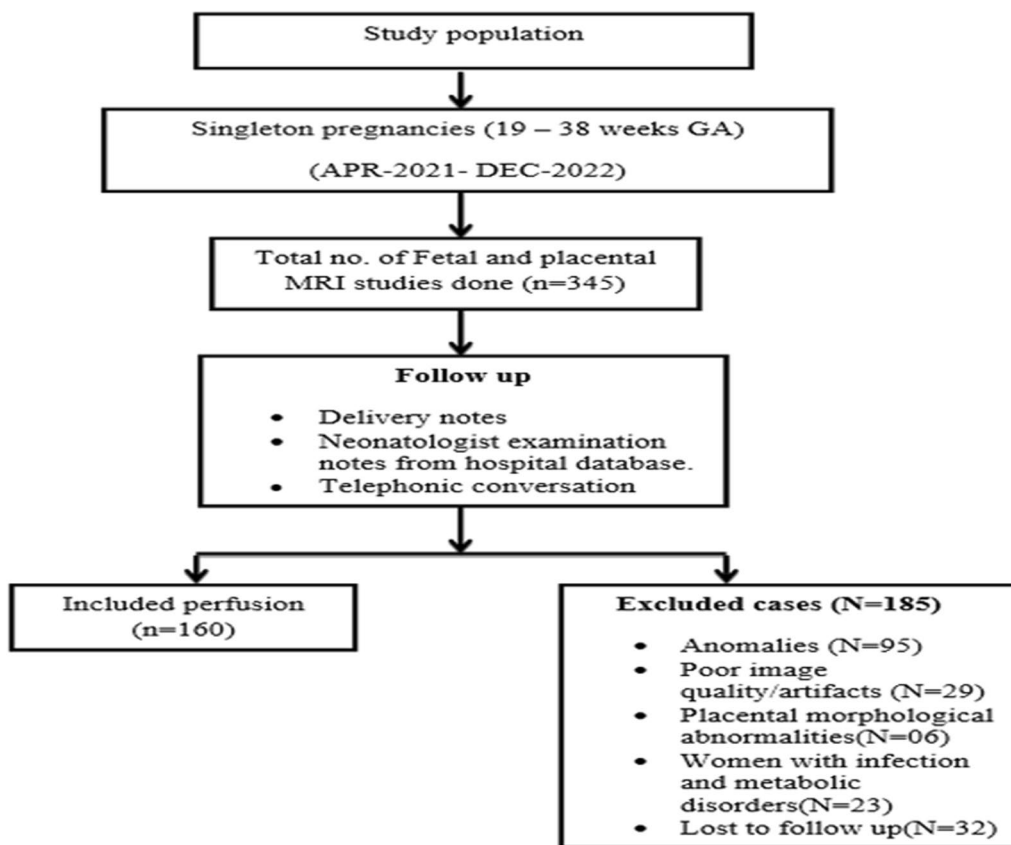 Study population
Singleton pregnancies (19 – 38 weeks GA)
(APR-2021- DEC-2022)
Total no. of Fetal and placental
MRI studies done (n=345)
Follow up
• Delivery notes
• Neonatologist examination
notes from hospital database.
• Telephonic conversation
Included perfusion
(n=160)
Excluded cases (N=185)
• Anomalies (N=95)
• Poor image
quality/artifacts (N=29)
• Placental morphological
abnormalities(N=06)
• Women with infection
and metabolic
disorders(N=23)
• Lost to follow up(N=32)